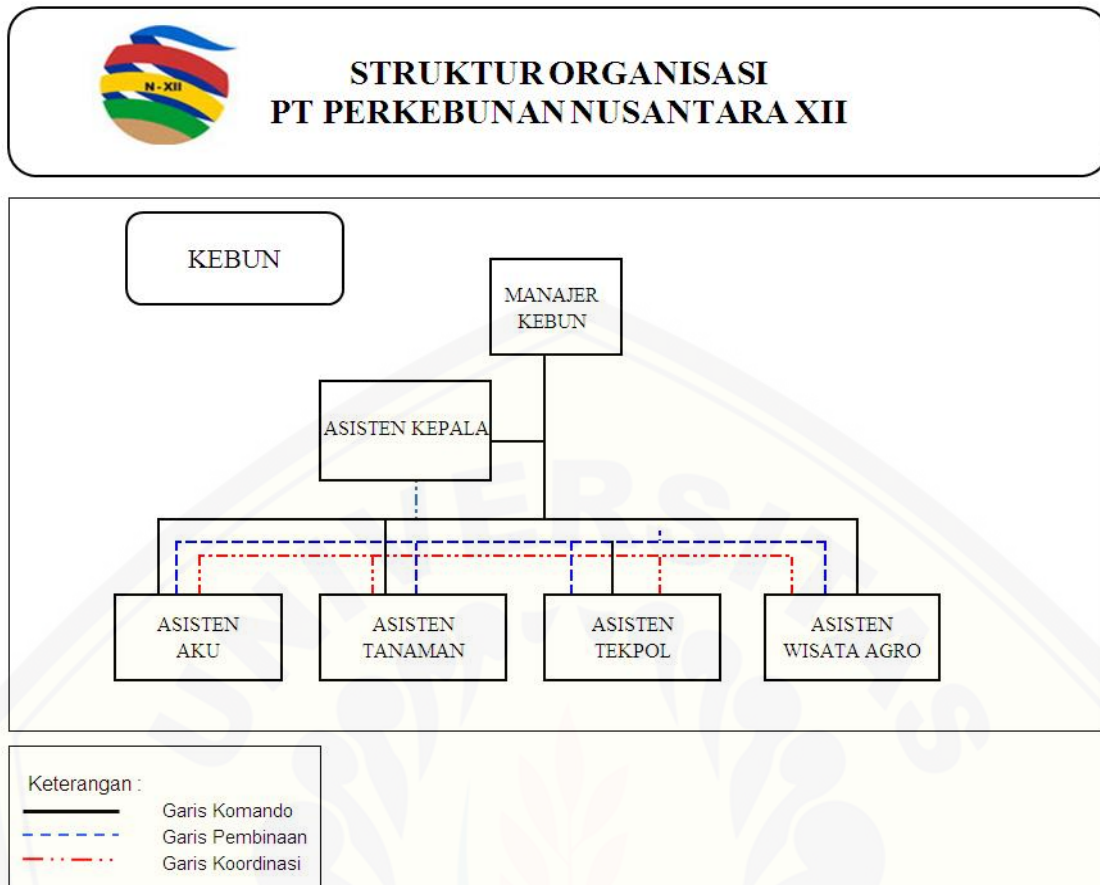 N-XII
STRUKTUR ORGANISASI
PT PERKEBUNAN NUSANTARA XII
KEBUN
MANAJER
KEBUN
ASISTEN KEPALA
UNIVERSITAS
ASISTEN
AKU
ASISTEN
TANAMAN
ASISTEN
TEKPOL
ASISTEN
WISATA AGRO
Keterangan :
Garis Komando
Garis Pembinaan
Garis Koordinasi